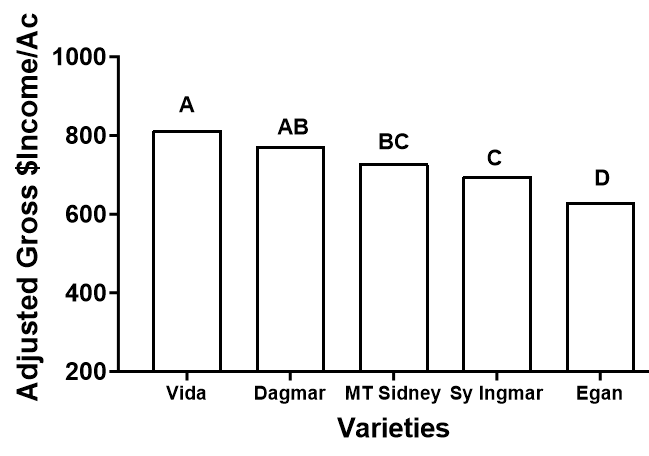 Adjusted Gross $Income/Ac
1000
800
600
400
200
A
AB
BC
C
D
Vida
Dagmar
MT Sidney
Sy Ingmar
Egan
Varieties